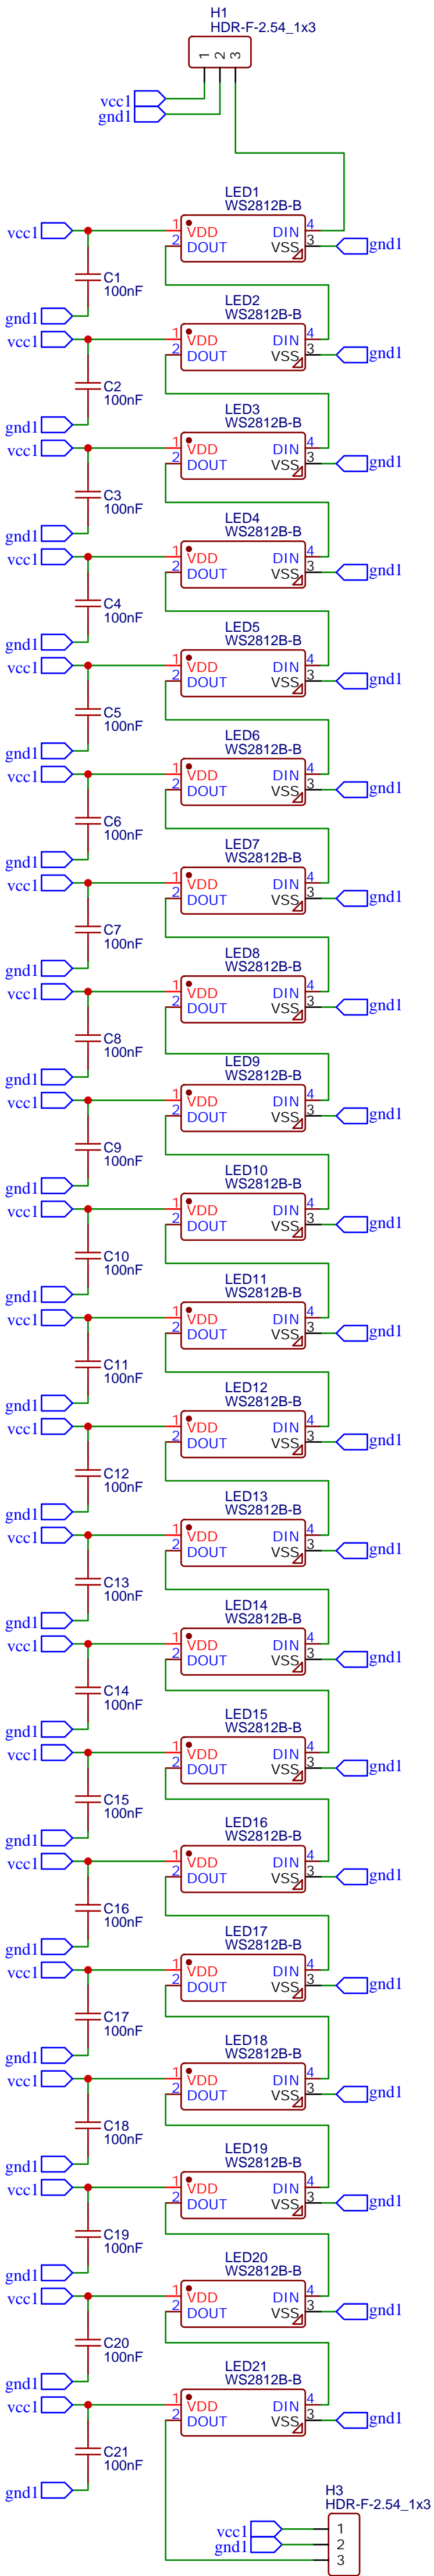 H1
HDR-F-2.54_1x3
1 2 3
vcc1
gnd1
LED1
WS2812B-B
vcc1 1 VDD DIN 4
2 DOUT VSS 3 gnd1
C1
100nF
gnd1
LED2
WS2812B-B
vcc1 1 VDD DIN 4
2 DOUT VSS 3 gnd1
C2
100nF
gnd1
LED3
WS2812B-B
vcc1 1 VDD DIN 4
2 DOUT VSS 3 gnd1
C3
100nF
gnd1
LED4
WS2812B-B
vcc1 1 VDD DIN 4
2 DOUT VSS 3 gnd1
C4
100nF
gnd1
LED5
WS2812B-B
vcc1 1 VDD DIN 4
2 DOUT VSS 3 gnd1
C5
100nF
gnd1
LED6
WS2812B-B
vcc1 1 VDD DIN 4
2 DOUT VSS 3 gnd1
C6
100nF
gnd1
LED7
WS2812B-B
vcc1 1 VDD DIN 4
2 DOUT VSS 3 gnd1
C7
100nF
gnd1
LED8
WS2812B-B
vcc1 1 VDD DIN 4
2 DOUT VSS 3 gnd1
C8
100nF
gnd1
LED9
WS2812B-B
vcc1 1 VDD DIN 4
2 DOUT VSS 3 gnd1
C9
100nF
gnd1
LED10
WS2812B-B
vcc1 1 VDD DIN 4
2 DOUT VSS 3 gnd1
C10
100nF
gnd1
LED11
WS2812B-B
vcc1 1 VDD DIN 4
2 DOUT VSS 3 gnd1
C11
100nF
gnd1
LED12
WS2812B-B
vcc1 1 VDD DIN 4
2 DOUT VSS 3 gnd1
C12
100nF
gnd1
LED13
WS2812B-B
vcc1 1 VDD DIN 4
2 DOUT VSS 3 gnd1
C13
100nF
gnd1
LED14
WS2812B-B
vcc1 1 VDD DIN 4
2 DOUT VSS 3 gnd1
C14
100nF
gnd1
LED15
WS2812B-B
vcc1 1 VDD DIN 4
2 DOUT VSS 3 gnd1
C15
100nF
gnd1
LED16
WS2812B-B
vcc1 1 VDD DIN 4
2 DOUT VSS 3 gnd1
C16
100nF
gnd1
LED17
WS2812B-B
vcc1 1 VDD DIN 4
2 DOUT VSS 3 gnd1
C17
100nF
gnd1
LED18
WS2812B-B
vcc1 1 VDD DIN 4
2 DOUT VSS 3 gnd1
C18
100nF
gnd1
LED19
WS2812B-B
vcc1 1 VDD DIN 4
2 DOUT VSS 3 gnd1
C19
100nF
gnd1
LED20
WS2812B-B
vcc1 1 VDD DIN 4
2 DOUT VSS 3 gnd1
C20
100nF
gnd1
LED21
WS2812B-B
vcc1 1 VDD DIN 4
2 DOUT VSS 3 gnd1
C21
100nF
gnd1
H3
HDR-F-2.54_1x3
vcc1 1
gnd1 2
3